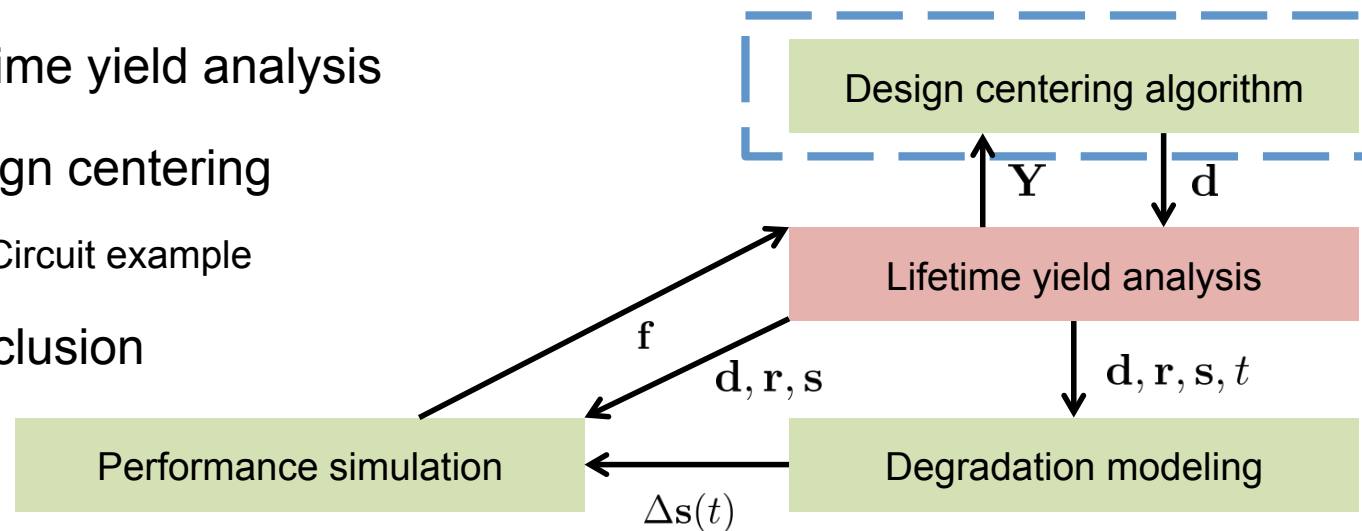 ime yield analysis
gn centering
Circuit example
clusion
Design centering algorithm
Y
d
Lifetime yield analysis
f
d, r, s
d, r, s, t
Performance simulation
Degradation modeling
Δs(t)